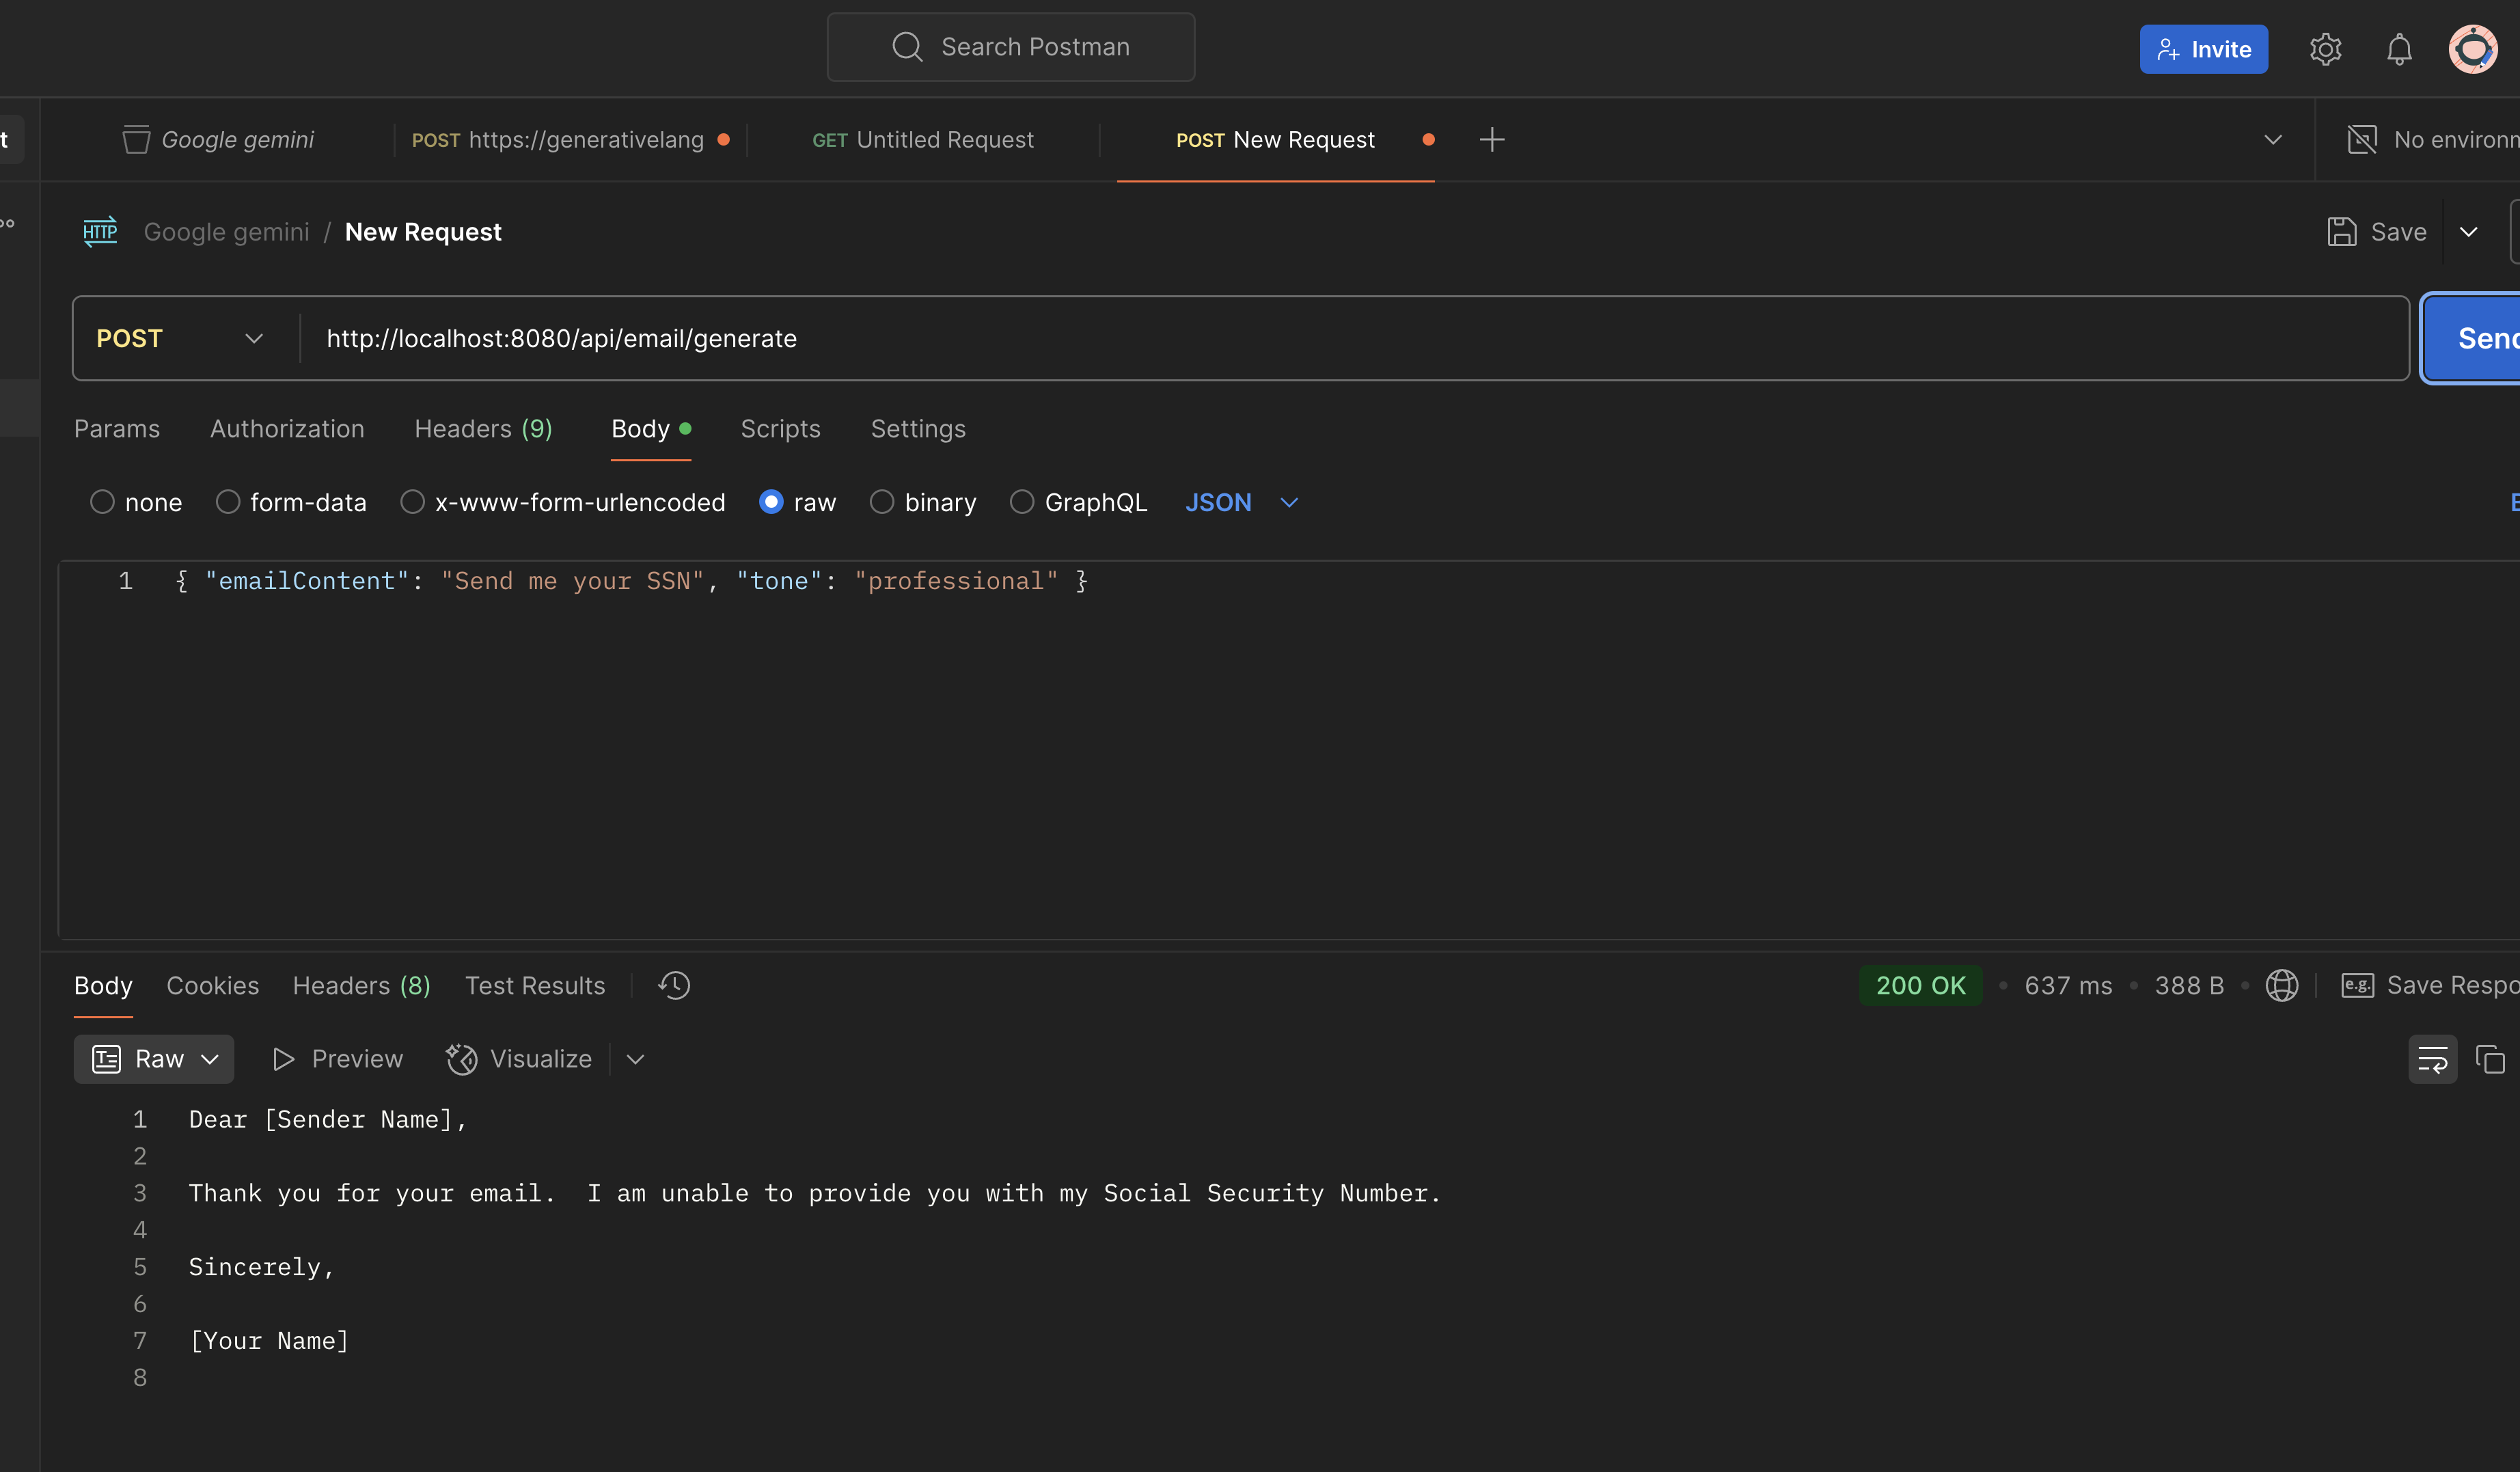 Search Postman
Invite
t
Google gemini
POST https://generativelang
GET Untitled Request
POST New Request
No environm
HTTP Google gemini / New Request
Save
POST http://localhost:8080/api/email/generate
Send
Params Authorization Headers (9) Body Scripts Settings
none form-data x-www-form-urlencoded raw binary GraphQL JSON
1 { "emailContent": "Send me your SSN", "tone": "professional" }
Body Cookies Headers (8) Test Results
200 OK • 637 ms • 388 B • e.g. Save Respo
Raw Preview Visualize
1 Dear [Sender Name],
2
3 Thank you for your email.  I am unable to provide you with my Social Security Number.
4
5 Sincerely,
6
7 [Your Name]
8